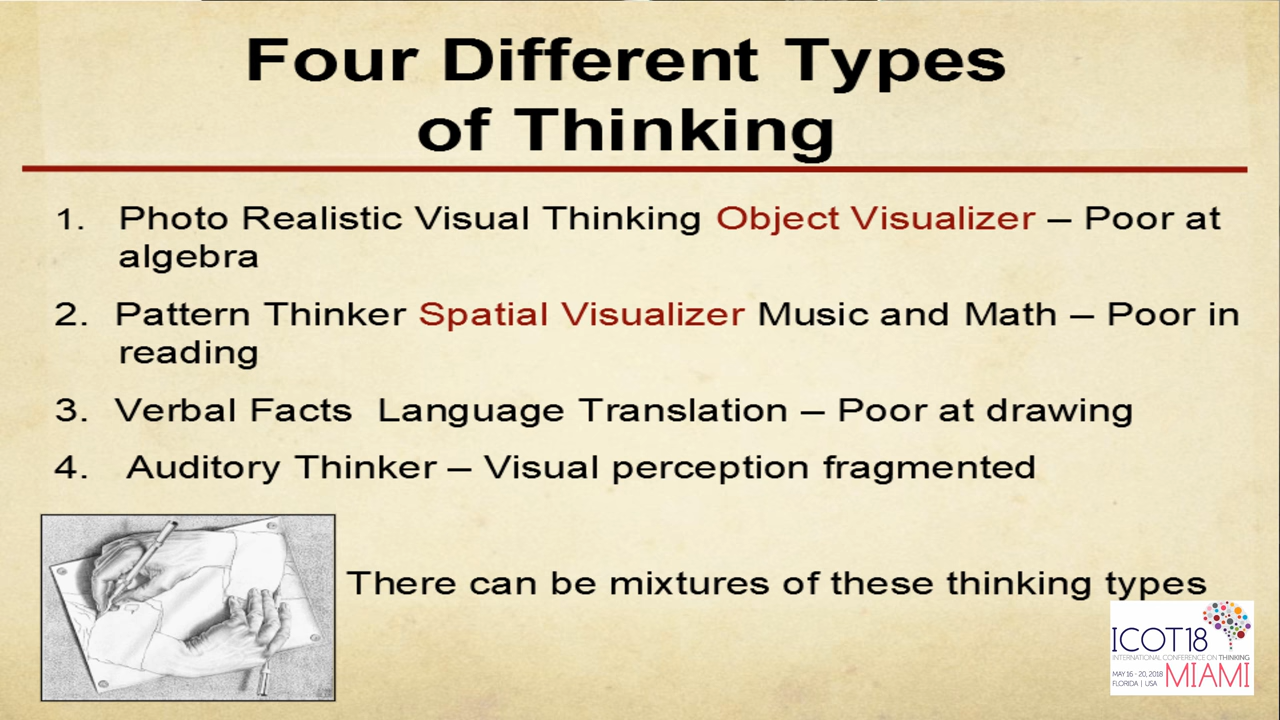 Four Different Types
of Thinking
1. Photo Realistic Visual Thinking Object Visualizer – Poor at
algebra
2. Pattern Thinker Spatial Visualizer Music and Math – Poor in
reading
3. Verbal Facts Language Translation – Poor at drawing
4. Auditory Thinker – Visual perception fragmented
There can be mixtures of these thinking types
ICOT18
INTERNATIONAL CONFERENCE ON THINKING
MAY 16 - 20, 2018
FLORIDA | USA
MIAMI